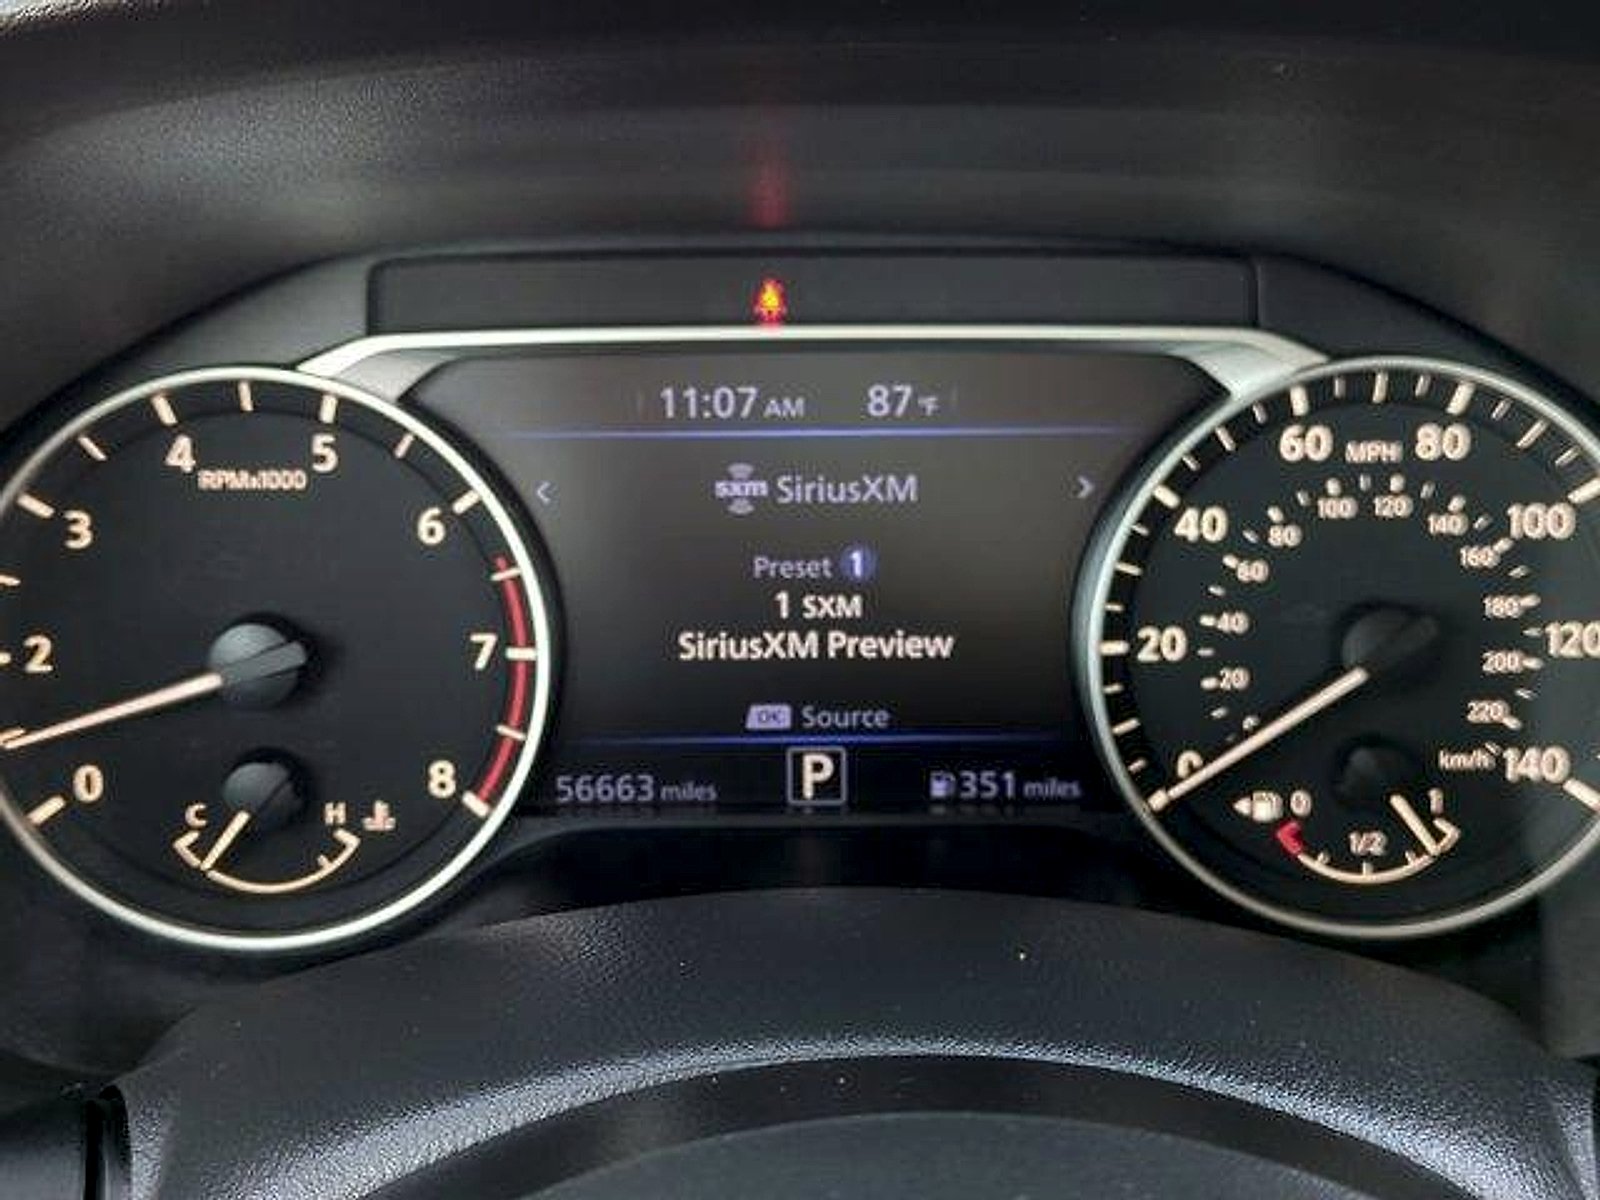 11:07 AM 87°F
sxm SiriusXM
Preset 1
1 SXM
SiriusXM Preview
OK Source
56663 miles P 351 miles
4 5
RPMx1000
3 6
2 7
0 8
C H
60 MPH 80
40 100
20 120
0 140
100 120
80 140
60 160
40 180
20 200
220
km/h
0 1/2 1